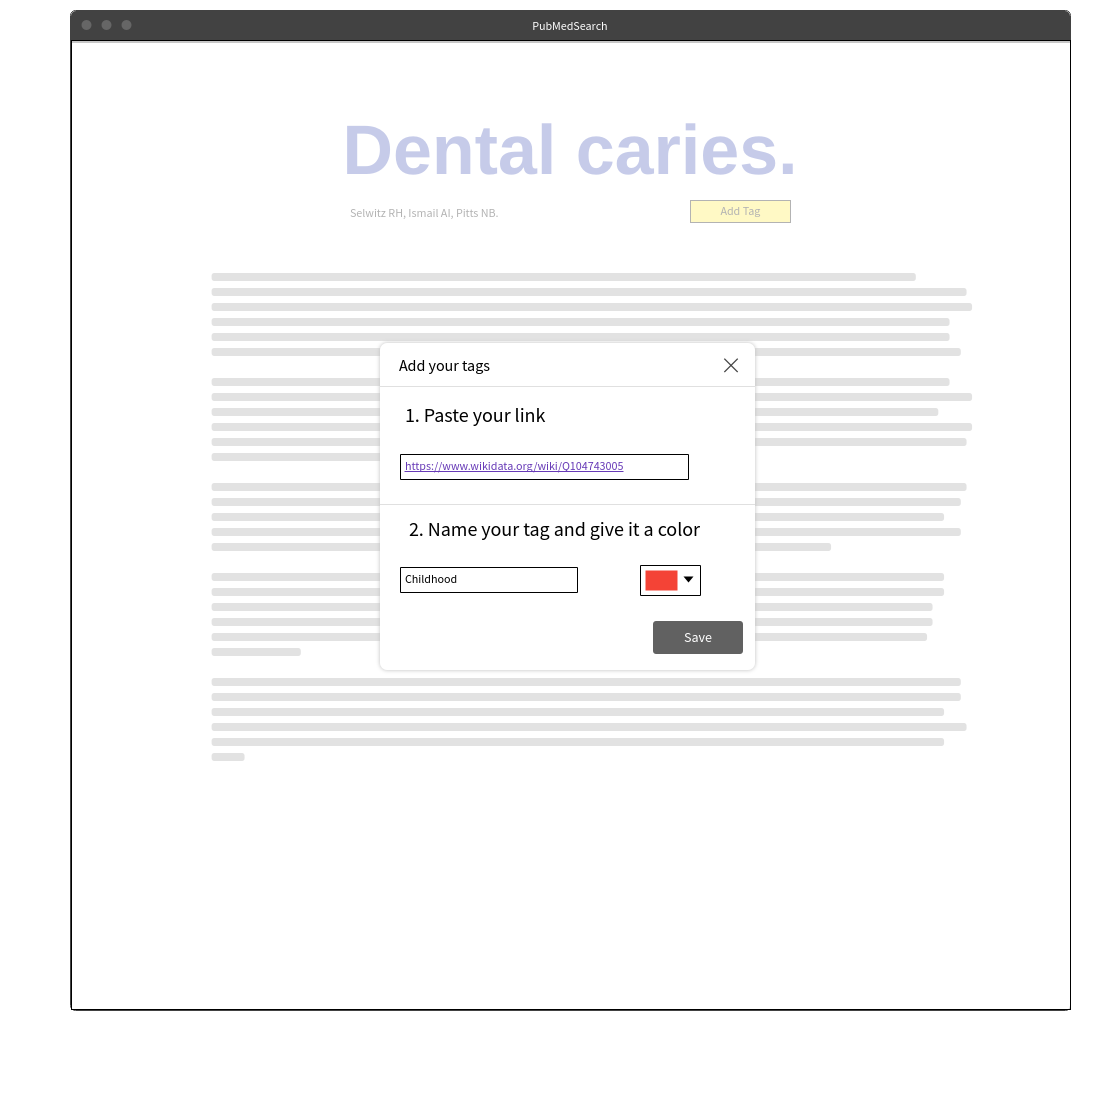 PubMedSearch
Dental caries.
Selwitz RH, Ismail AI, Pitts NB.
Add Tag
Add your tags
1. Paste your link
https://www.wikidata.org/wiki/Q104743005
2. Name your tag and give it a color
Childhood
Save